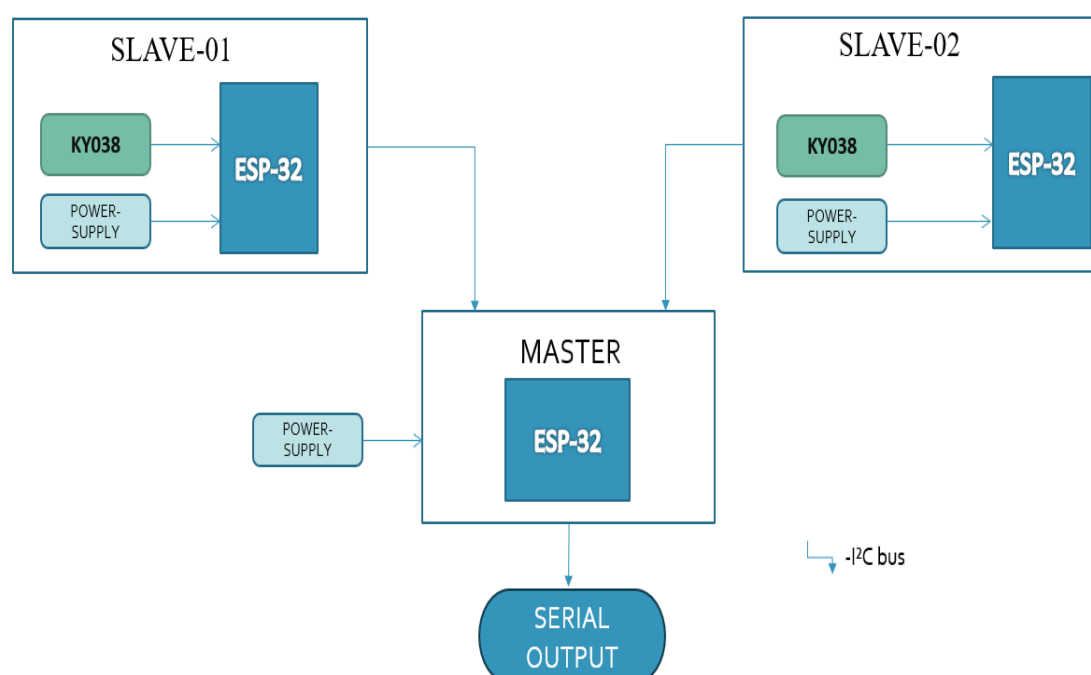 SLAVE-01
KY038
ESP-32
POWER-
SUPPLY
SLAVE-02
KY038
ESP-32
POWER-
SUPPLY
MASTER
ESP-32
POWER-
SUPPLY
-I²C bus
SERIAL
OUTPUT